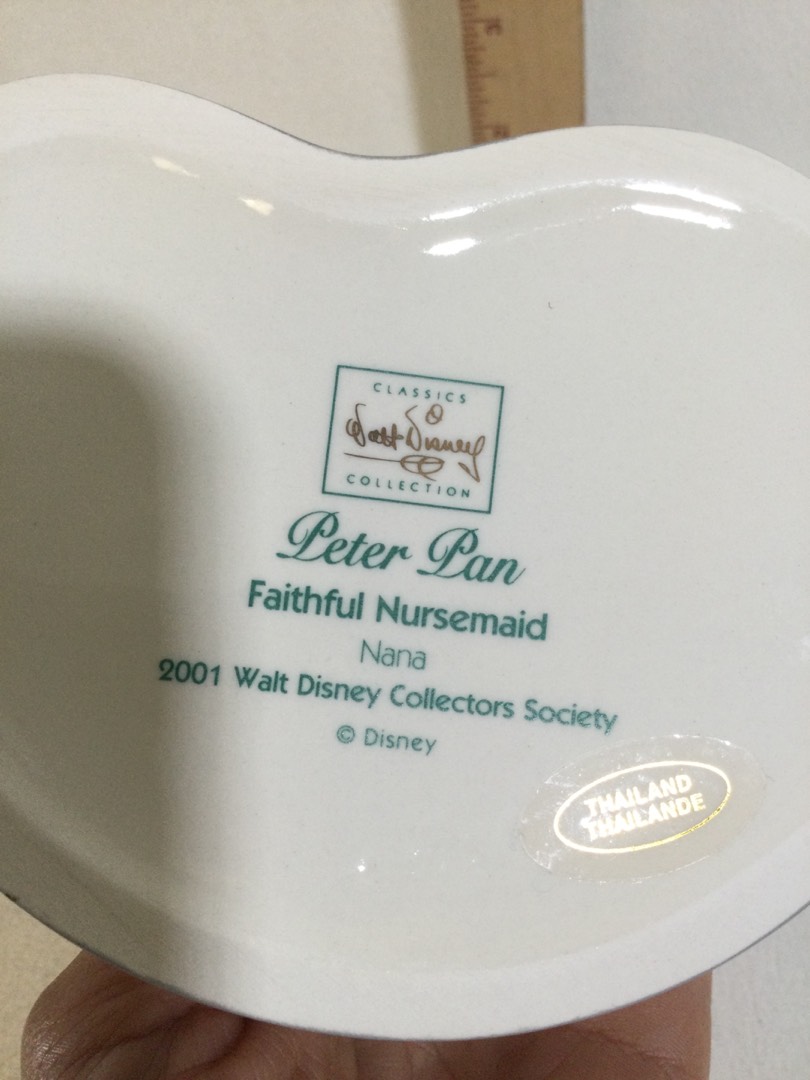 CLASSICS
Walt Disney
COLLECTION
Peter Pan
Faithful Nursemaid
Nana
2001 Walt Disney Collectors Society
© Disney
THAILAND
THAILANDE